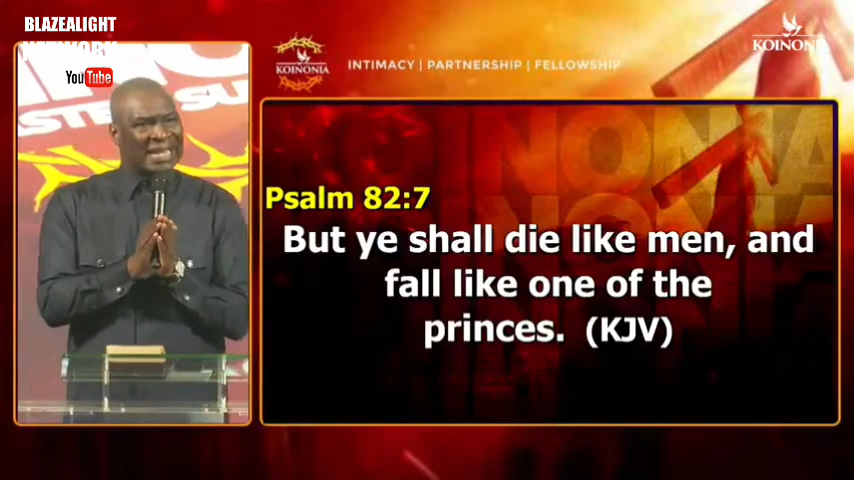 BLAZEALIGHT
NETWORK
YouTube
KOINONIA
INTIMACY | PARTNERSHIP | FELLOWSHIP
Psalm 82:7
But ye shall die like men, and
fall like one of the
princes. (KJV)